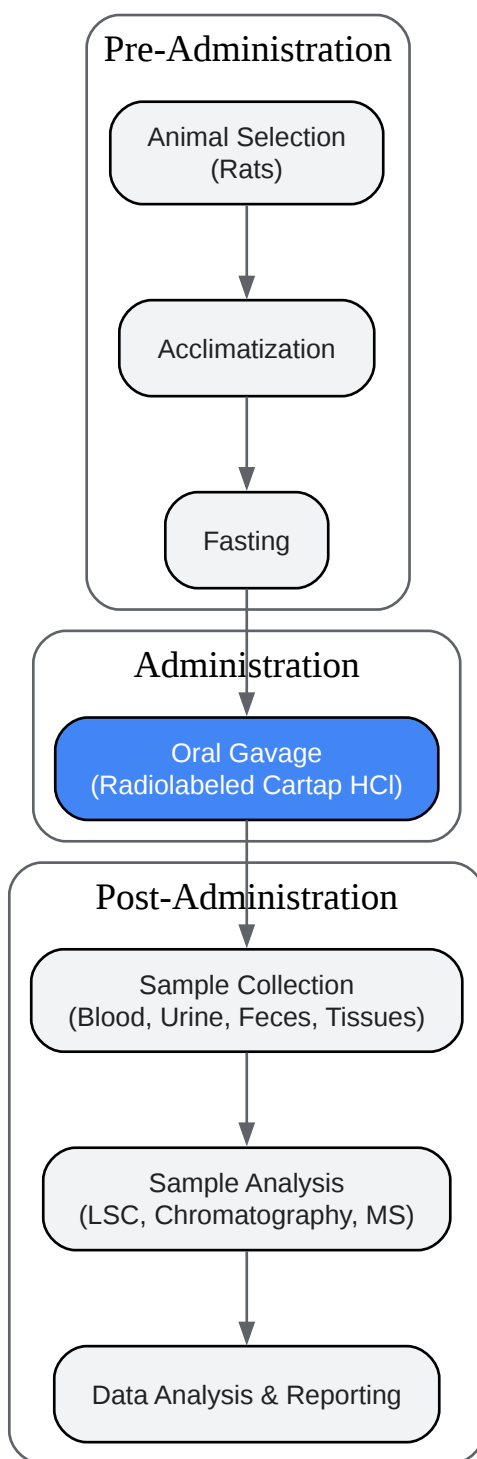 Pre-Administration
Animal Selection
(Rats)
Acclimatization
Fasting
Administration
Oral Gavage
(Radiolabeled Cartap HCl)
Post-Administration
Sample Collection
(Blood, Urine, Feces, Tissues)
Sample Analysis
(LSC, Chromatography, MS)
Data Analysis & Reporting